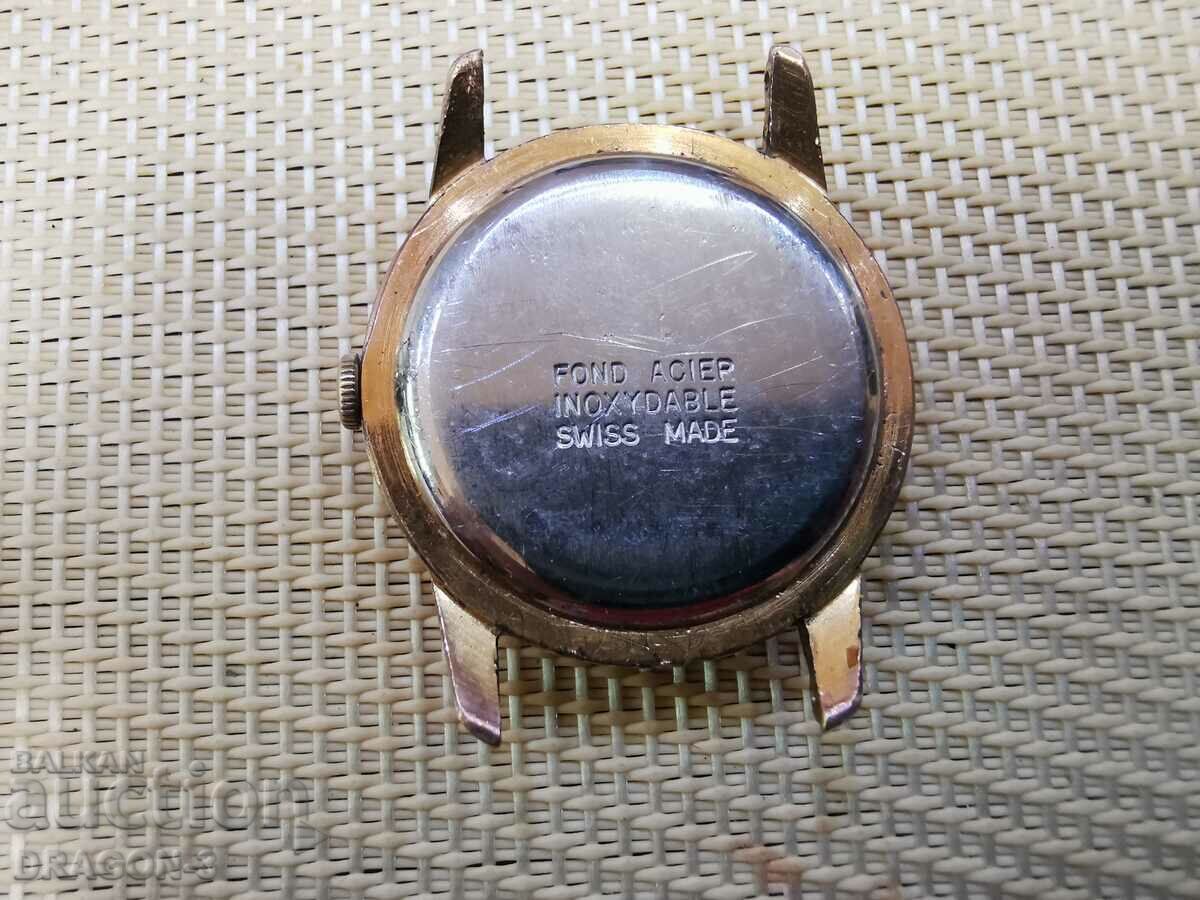 FOND ACIER
INOXYDABLE
SWISS MADE
BALKAN
auction
DRAGON-3